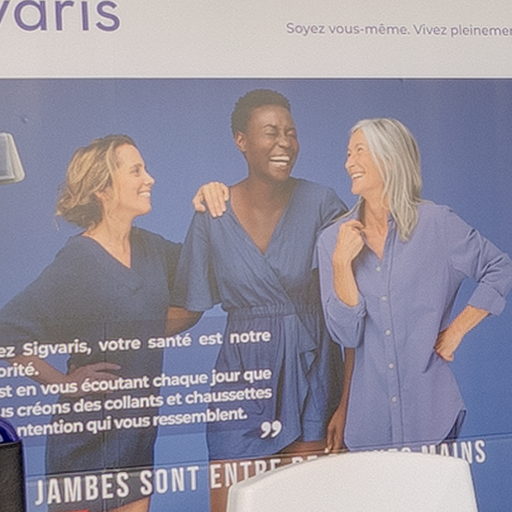 varis
Soyez vous-même. Vivez pleinemen
ez Sigvaris, votre santé est notre
orité.
st en vous écoutant chaque jour que
us créons des collants et chaussettes
ntention qui vous ressemblent.
”
JAMBES SONT ENTRE MAINS